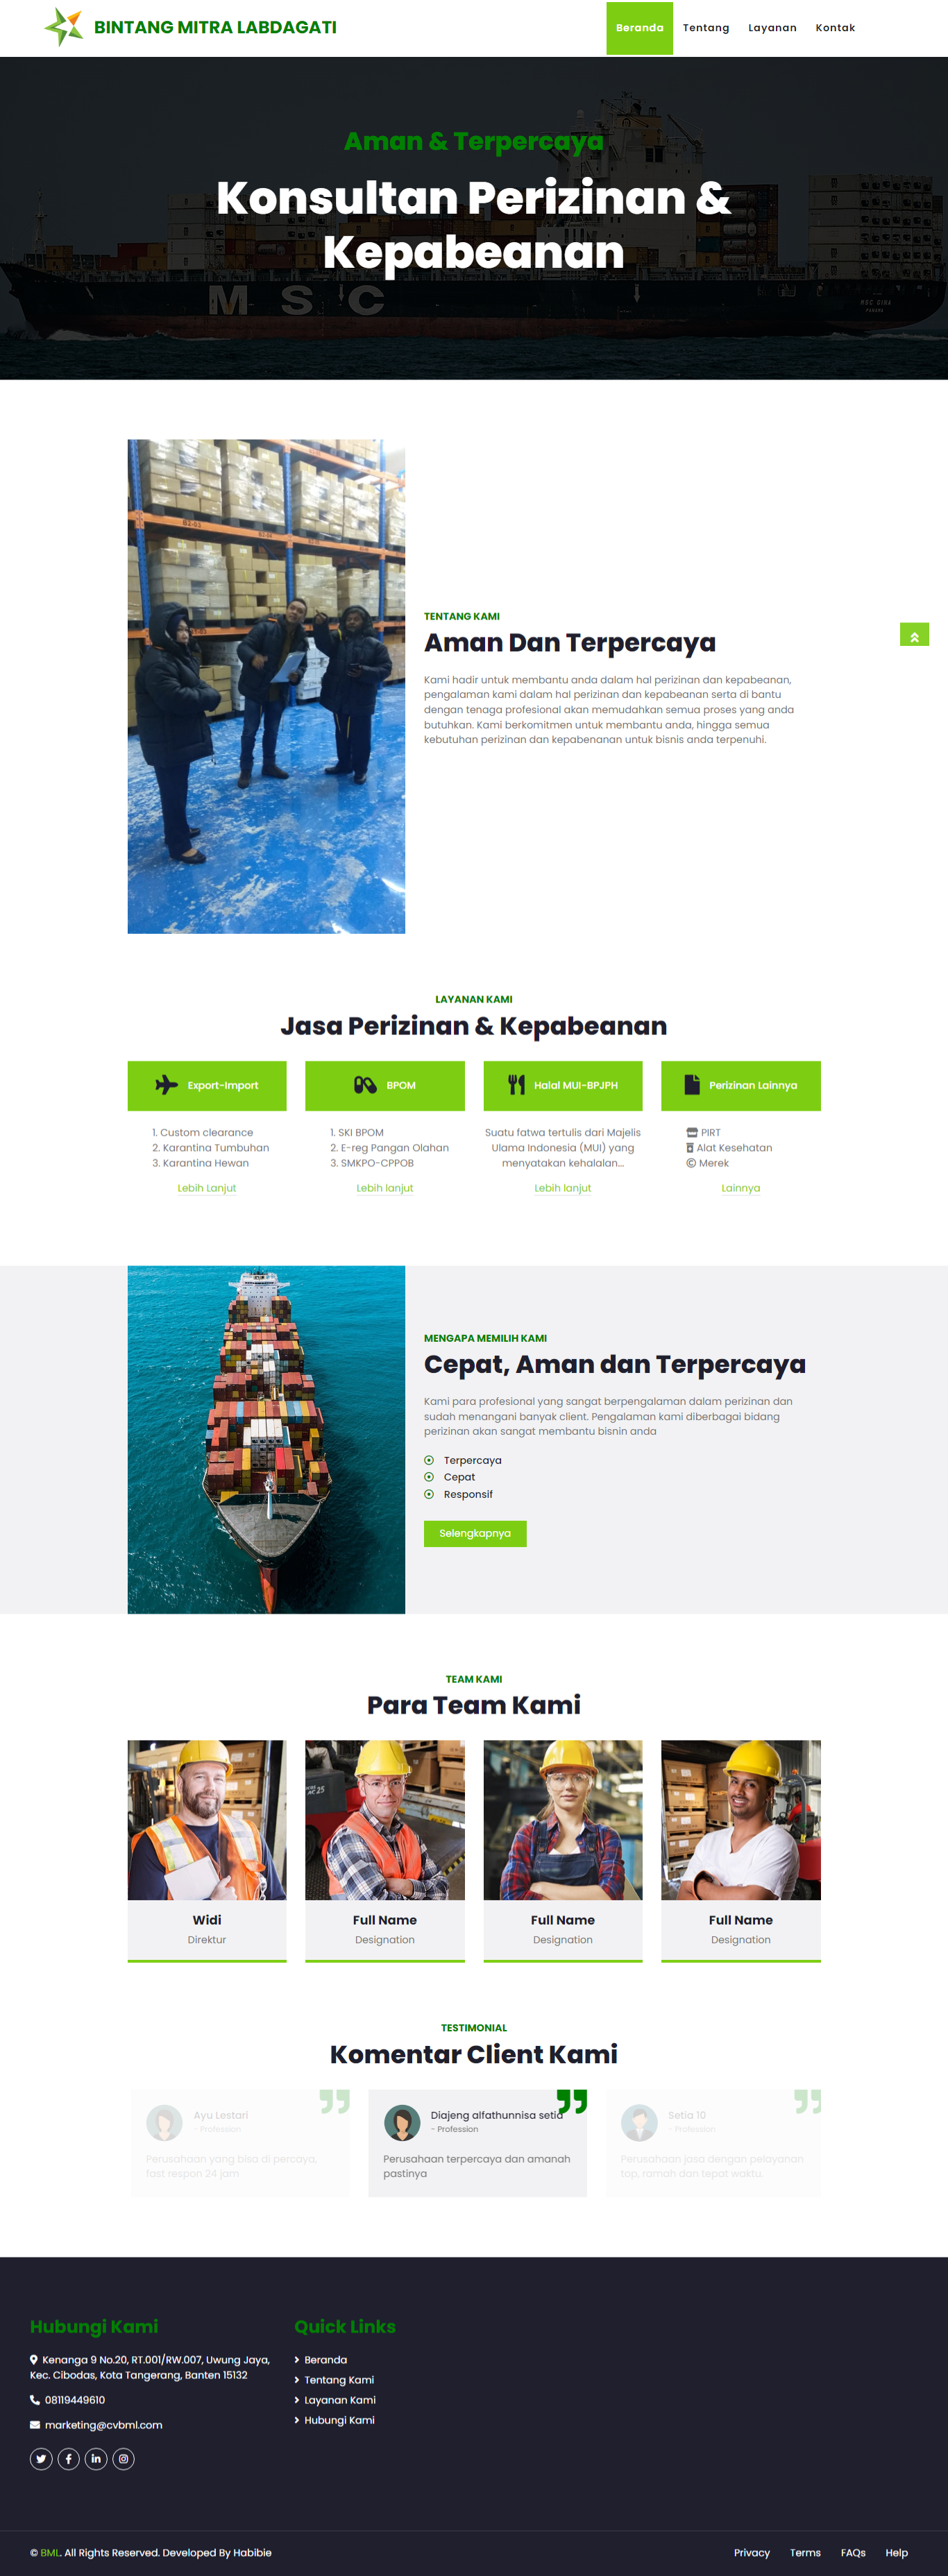 BINTANG MITRA LABDAGATI
Beranda
Tentang
Layanan
Kontak
Aman & Terpercaya
Konsultan Perizinan &
Kepabeanan
M S C
MSC GINA
PANAMA
TENTANG KAMI
Aman Dan Terpercaya
Kami hadir untuk membantu anda dalam hal perizinan dan kepabeanan,
pengalaman kami dalam hal perizinan dan kepabeanan serta di bantu
dengan tenaga profesional akan memudahkan semua proses yang anda
butuhkan. Kami berkomitmen untuk membantu anda, hingga semua
kebutuhan perizinan dan kepabenanan untuk bisnis anda terpenuhi.
LAYANAN KAMI
Jasa Perizinan & Kepabeanan
Export-Import
1. Custom clearance
2. Karantina Tumbuhan
3. Karantina Hewan
Lebih Lanjut
BPOM
1. SKI BPOM
2. E-reg Pangan Olahan
3. SMKPO-CPPOB
Lebih lanjut
Halal MUI-BPJPH
Suatu fatwa tertulis dari Majelis
Ulama Indonesia (MUI) yang
menyatakan kehalalan...
Lebih lanjut
Perizinan Lainnya
PIRT
Alat Kesehatan
Merek
Lainnya
MENGAPA MEMILIH KAMI
Cepat, Aman dan Terpercaya
Kami para profesional yang sangat berpengalaman dalam perizinan dan
sudah menangani banyak client. Pengalaman kami diberbagai bidang
perizinan akan sangat membantu bisnin anda
Terpercaya
Cepat
Responsif
Selengkapnya
TEAM KAMI
Para Team Kami
Widi
Direktur
Full Name
Designation
Full Name
Designation
Full Name
Designation
TESTIMONIAL
Komentar Client Kami
Ayu Lestari
- Profession
Perusahaan yang bisa di percaya,
fast respon 24 jam
Diajeng alfathunnisa setia
- Profession
Perusahaan terpercaya dan amanah
pastinya
Setia 10
- Profession
Perusahaan jasa dengan pelayanan
top, ramah dan tepat waktu.
Hubungi Kami
Kenanga 9 No.20, RT.001/RW.007, Uwung Jaya,
Kec. Cibodas, Kota Tangerang, Banten 15132
08119449610
marketing@cvbml.com
Quick Links
Beranda
Tentang Kami
Layanan Kami
Hubungi Kami
© BML. All Rights Reserved. Developed By Habibie
Privacy
Terms
FAQs
Help